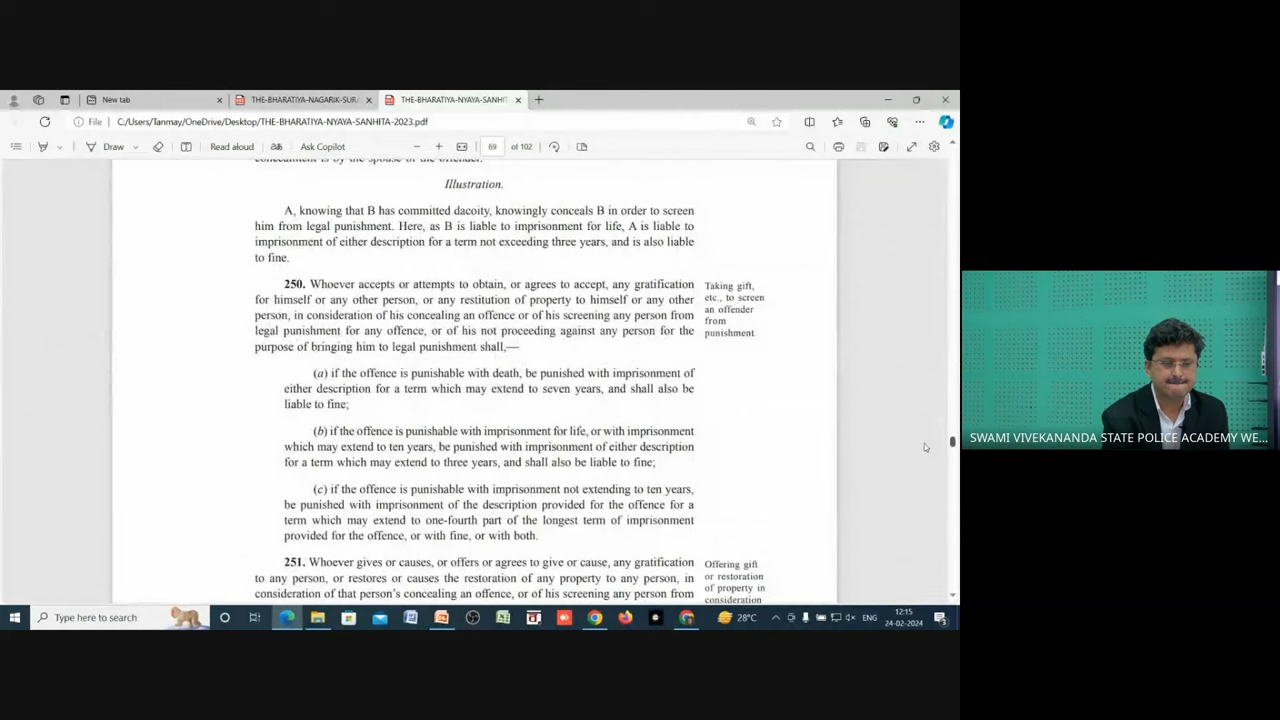 New tab
THE-BHARATIYA-NAGARIK-SUR
THE-BHARATIYA-NYAYA-SANHIT
File
C:/Users/Tanmay/OneDrive/Desktop/THE-BHARATIYA-NYAYA-SANHITA-2023.pdf
Draw
Read aloud
Ask Copilot
69 of 102
concealment is by the spouse of the offender.
Illustration.
A, knowing that B has committed dacoity, knowingly conceals B in order to screen
him from legal punishment. Here, as B is liable to imprisonment for life, A is liable to
imprisonment of either description for a term not exceeding three years, and is also liable
to fine.
250. Whoever accepts or attempts to obtain, or agrees to accept, any gratification
for himself or any other person, or any restitution of property to himself or any other
person, in consideration of his concealing an offence or of his screening any person from
legal punishment for any offence, or of his not proceeding against any person for the
purpose of bringing him to legal punishment shall,—
Taking gift,
etc., to screen
an offender
from
punishment.
(a) if the offence is punishable with death, be punished with imprisonment of
either description for a term which may extend to seven years, and shall also be
liable to fine;
(b) if the offence is punishable with imprisonment for life, or with imprisonment
which may extend to ten years, be punished with imprisonment of either description
for a term which may extend to three years, and shall also be liable to fine;
(c) if the offence is punishable with imprisonment not extending to ten years,
be punished with imprisonment of the description provided for the offence for a
term which may extend to one-fourth part of the longest term of imprisonment
provided for the offence, or with fine, or with both.
251. Whoever gives or causes, or offers or agrees to give or cause, any gratification
to any person, or restores or causes the restoration of any property to any person, in
consideration of that person's concealing an offence, or of his screening any person from
Offering gift
or restoration
of property in
consideration
SWAMI VIVEKANANDA STATE POLICE ACADEMY WE...
Type here to search
28°C
ENG
12:15
24-02-2024